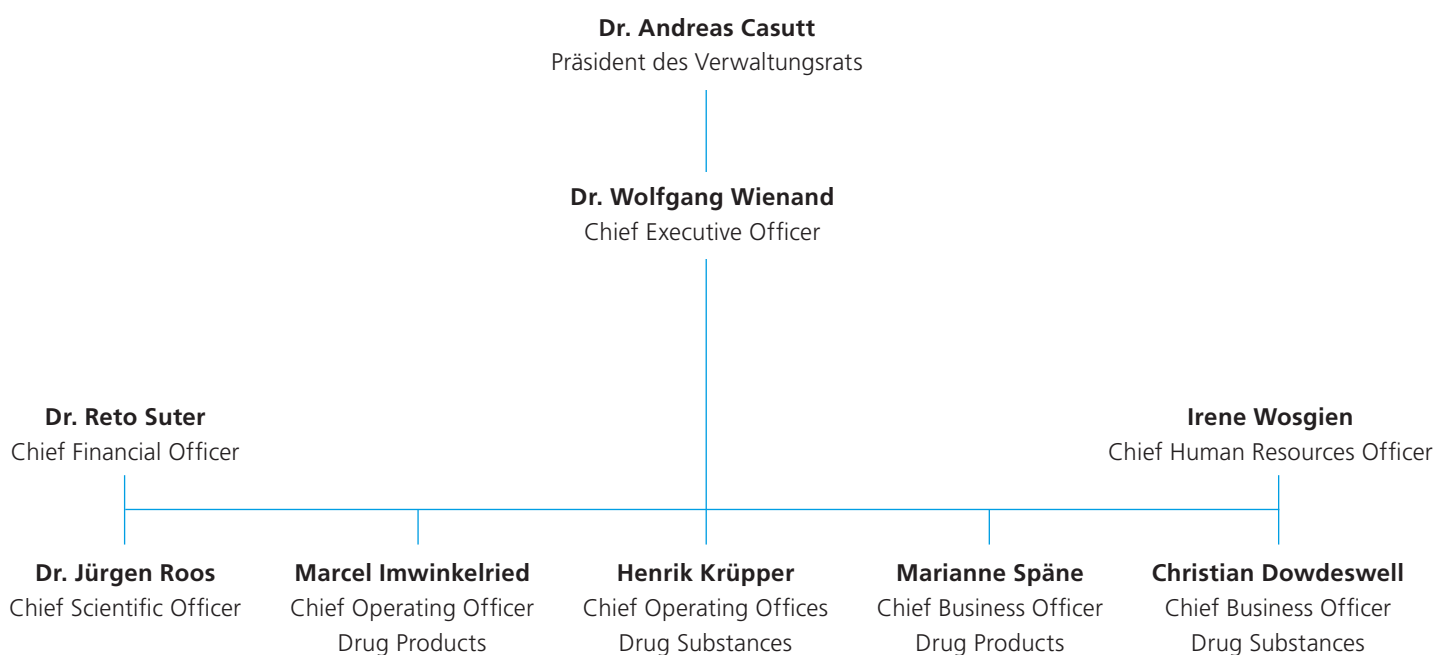 Dr. Andreas Casutt
Präsident des Verwaltungsrats
Dr. Wolfgang Wienand
Chief Executive Officer
Dr. Reto Suter
Chief Financial Officer
Irene Wosgien
Chief Human Resources Officer
Dr. Jürgen Roos
Chief Scientific Officer
Marcel Imwinkelried
Chief Operating Officer
Drug Products
Henrik Krüpper
Chief Operating Offices
Drug Substances
Marianne Späne
Chief Business Officer
Drug Products
Christian Dowdeswell
Chief Business Officer
Drug Substances